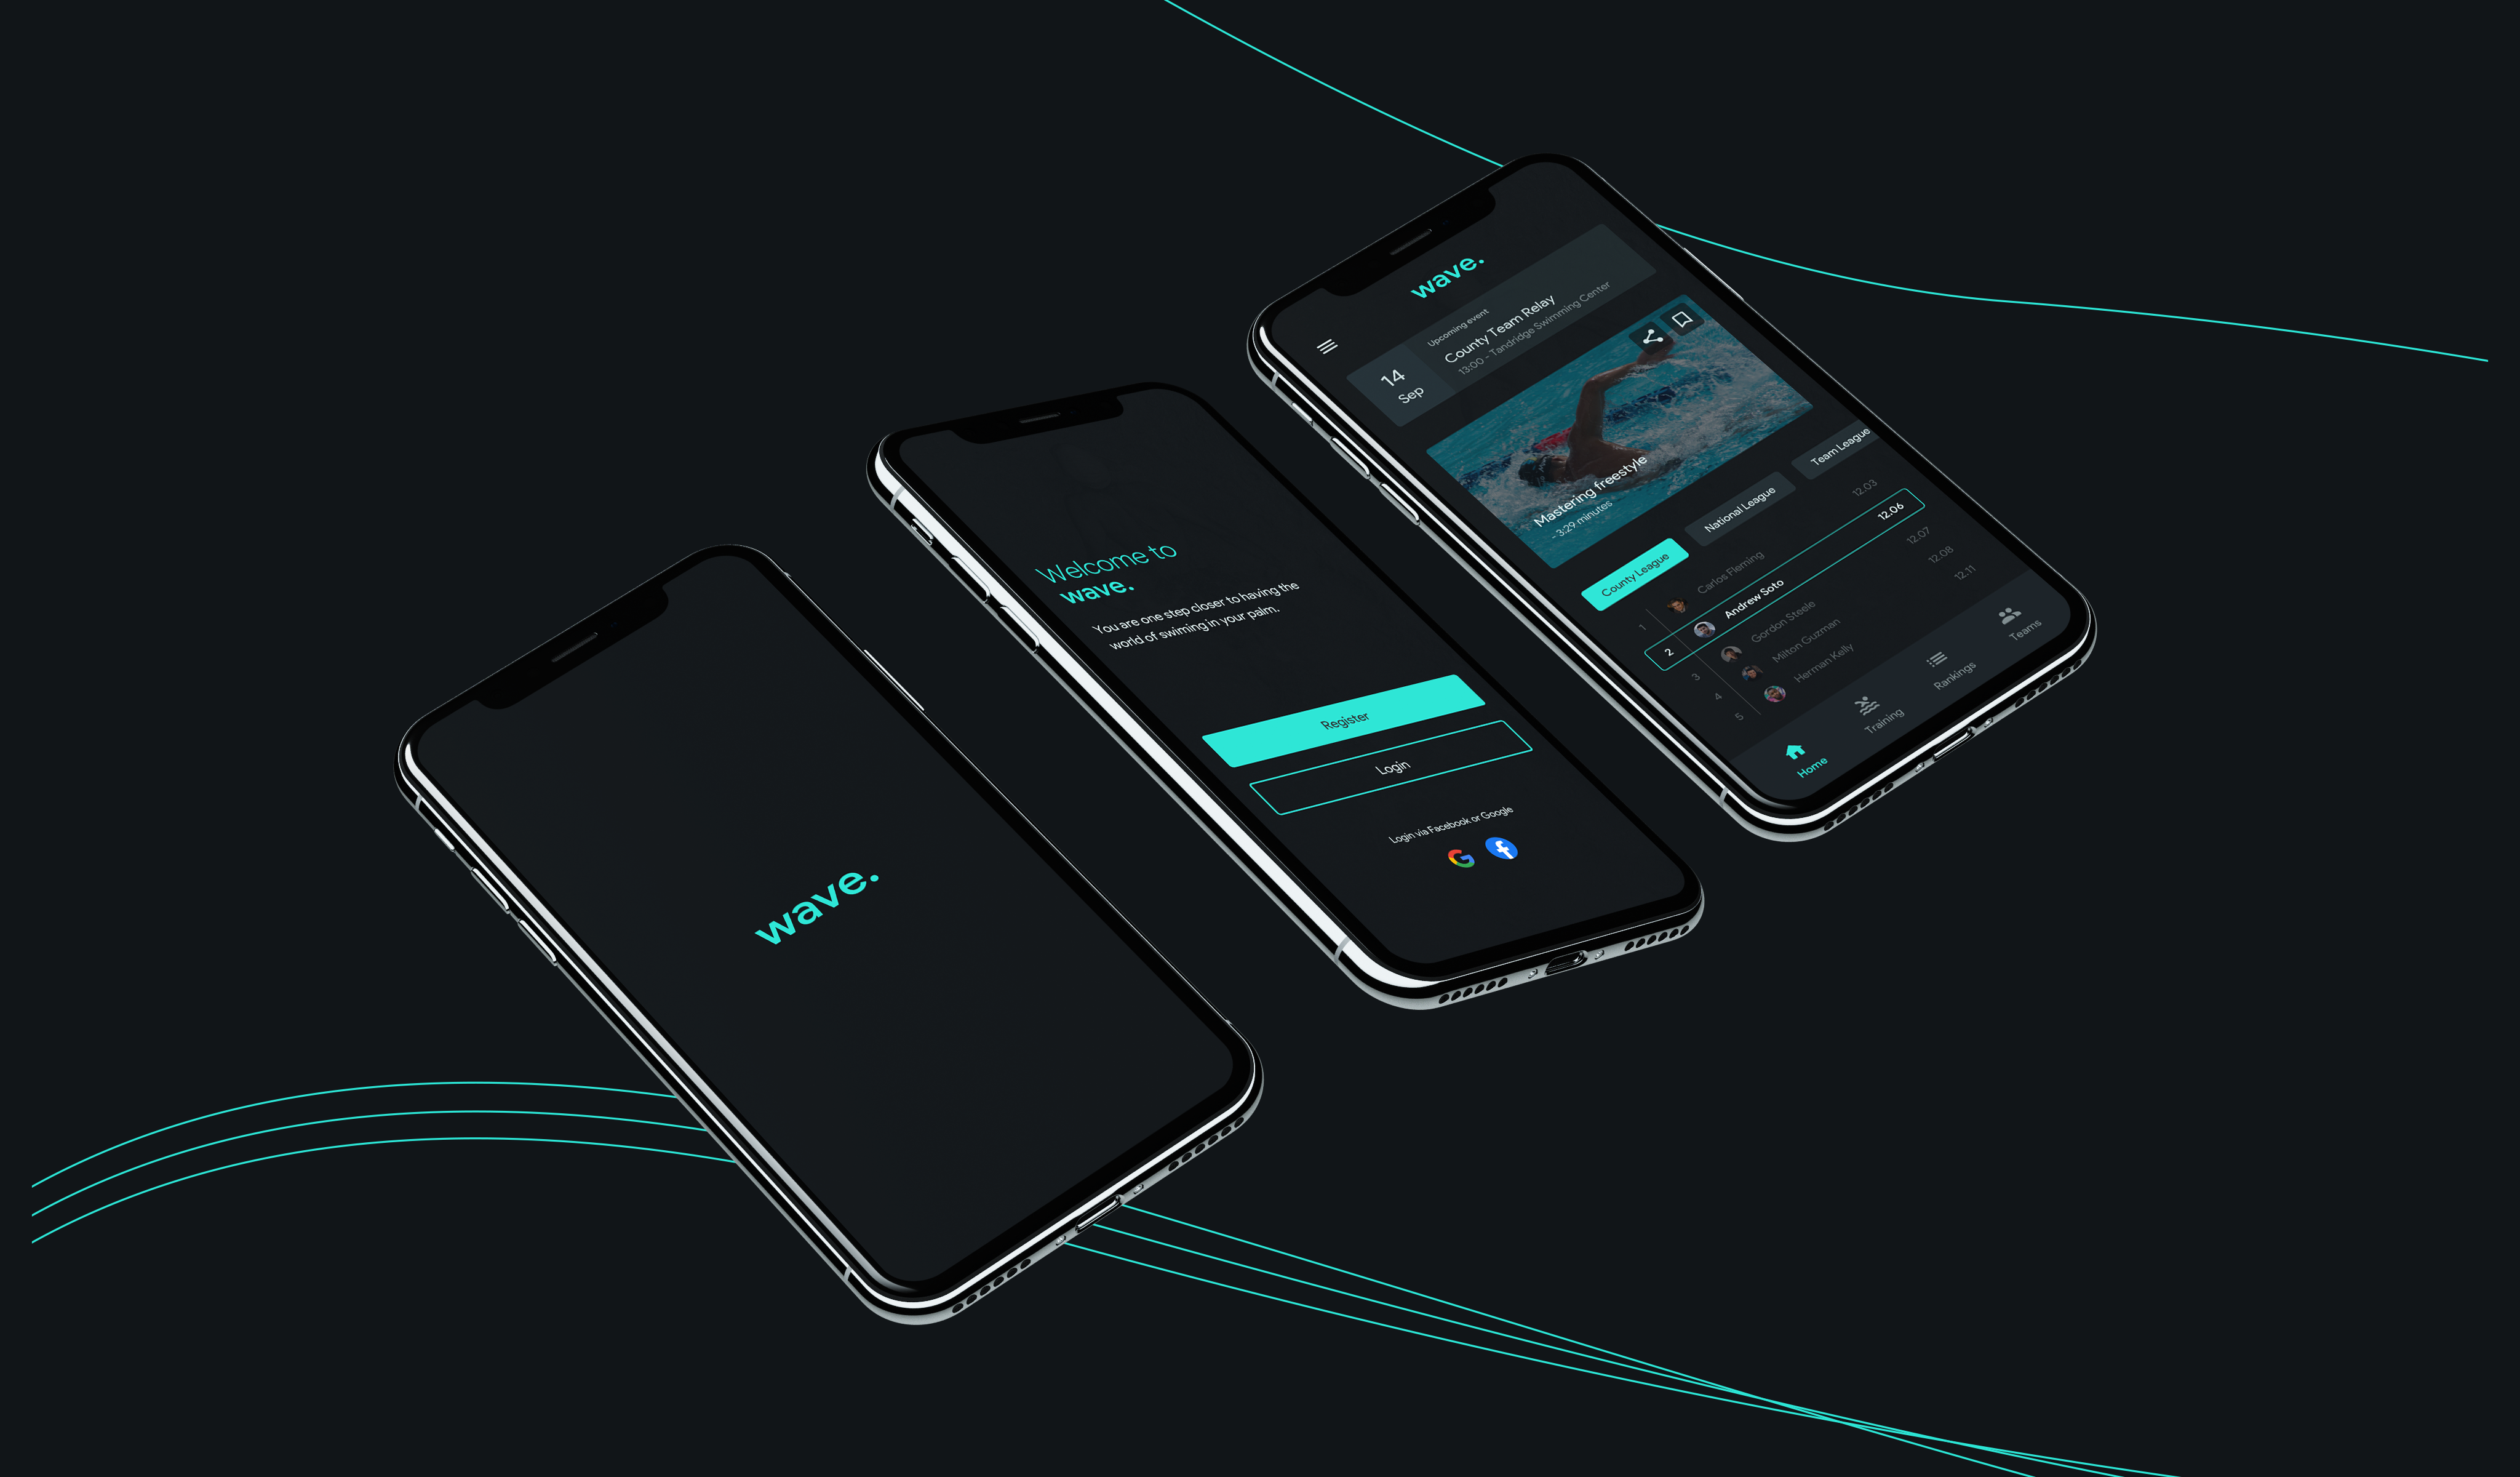 wave.
Welcome to
wave.
You are one step closer to having the
world of swiming in your palm.
Register
Login
Login via Facebook or Google
wave.
14
Sep
Upcoming event
County Team Relay
13:00 - Tandridge Swimming Center
Mastering freestyle
- 3:29 minutes
County League
National League
Team League
1 Carlos Fleming 12.03
2 Andrew Soto 12.06
3 Gordon Steele 12.07
4 Milton Guzman 12.08
5 Herman Kelly 12.11
Home
Training
Rankings
Teams